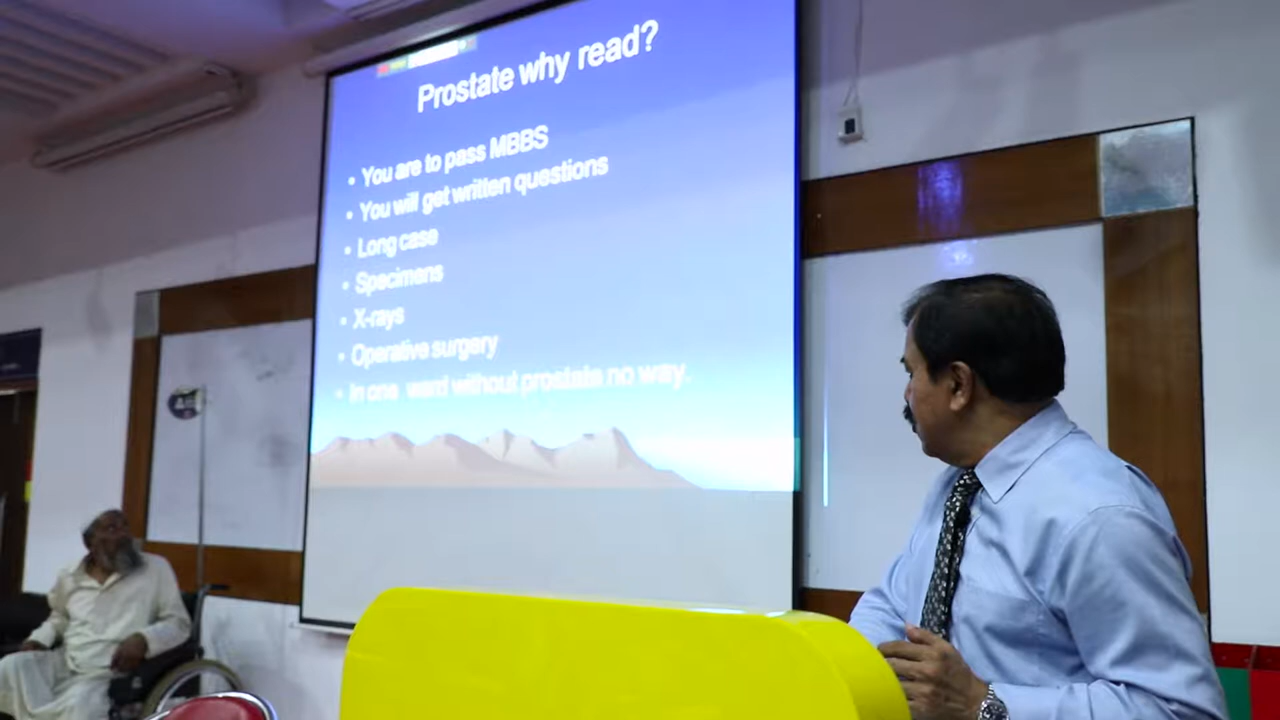 Prostate why read?
• You are to pass MBBS
• You will get written questions
• Long case
• Specimens
• X-rays
• Operative surgery
• In one ward without prostate no way.